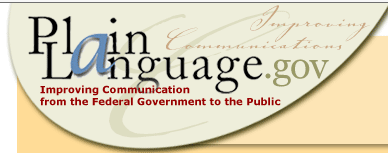 Improving
Communications
Plain
Language.gov
Improving Communication
from the Federal Government to the Public